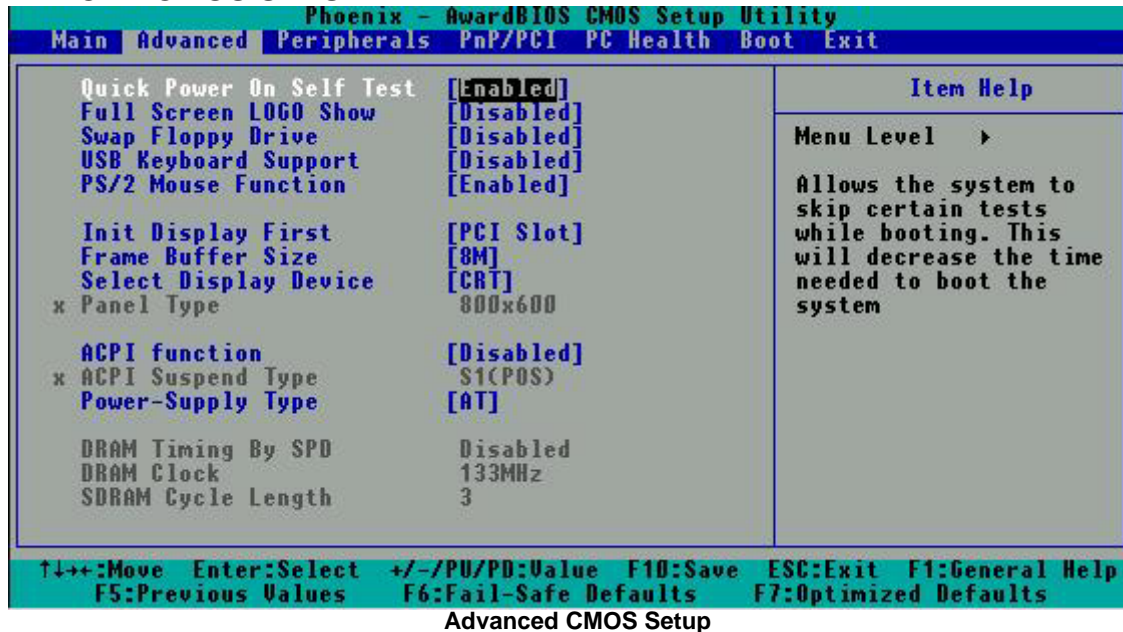 Phoenix - AwardBIOS CMOS Setup Utility
Main Advanced Peripherals PnP/PCI PC Health Boot Exit
Quick Power On Self Test [Enabled]
Full Screen LOGO Show [Disabled]
Swap Floppy Drive [Disabled]
USB Keyboard Support [Disabled]
PS/2 Mouse Function [Enabled]
Init Display First [PCI Slot]
Frame Buffer Size [8M]
Select Display Device [CRT]
x Panel Type 800x600
ACPI function [Disabled]
x ACPI Suspend Type S1(POS)
Power-Supply Type [AT]
DRAM Timing By SPD Disabled
DRAM Clock 133MHz
SDRAM Cycle Length 3
Item Help
Menu Level ▸
Allows the system to
skip certain tests
while booting. This
will decrease the time
needed to boot the
system
↑↓→←:Move Enter:Select +/-/PU/PD:Value F10:Save ESC:Exit F1:General Help
F5:Previous Values F6:Fail-Safe Defaults F7:Optimized Defaults
Advanced CMOS Setup